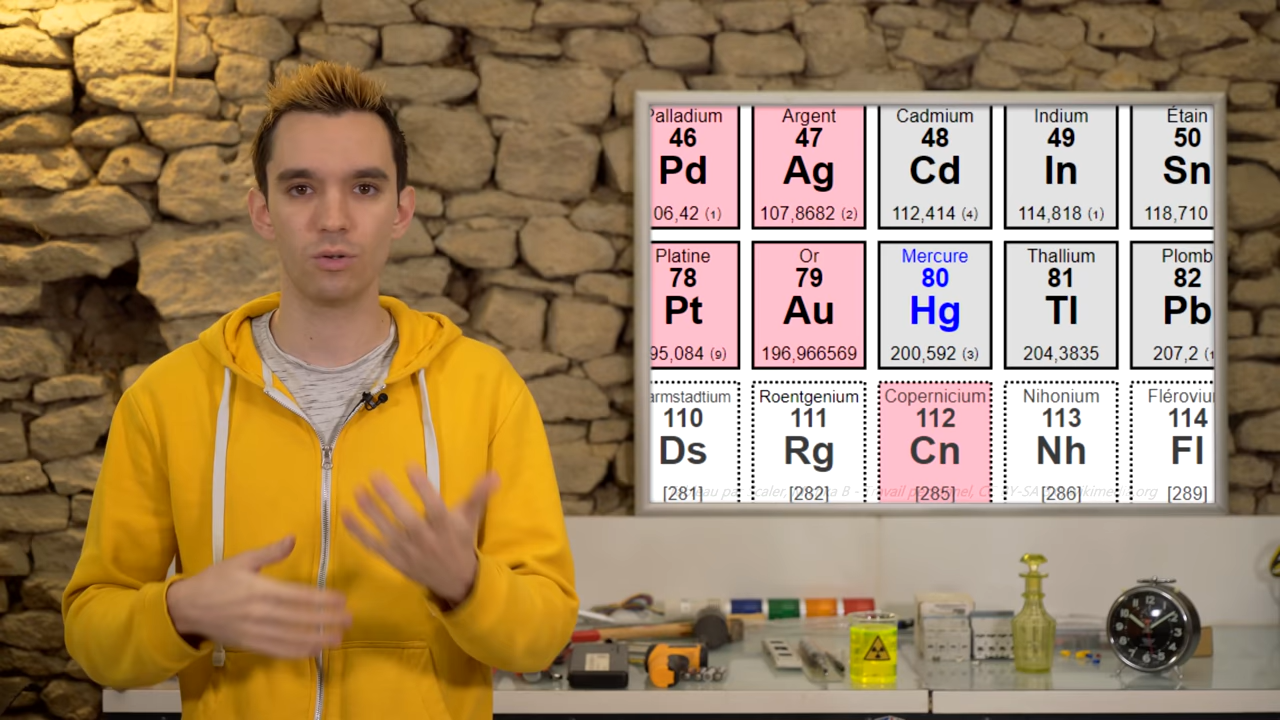 Palladium Argent Cadmium Indium Étain
46 47 48 49 50
Pd Ag Cd In Sn
06,42 (1) 107,8682 (2) 112,414 (4) 114,818 (1) 118,710
Platine Or Mercure Thallium Plomb
78 79 80 81 82
Pt Au Hg Tl Pb
95,084 (9) 196,966569 200,592 (3) 204,3835 207,2 (1
armstadtium Roentgenium Copernicium Nihonium Fléroviu
110 111 112 113 114
Ds Rg Cn Nh Fl
[281] [282] [285] [286] [289]